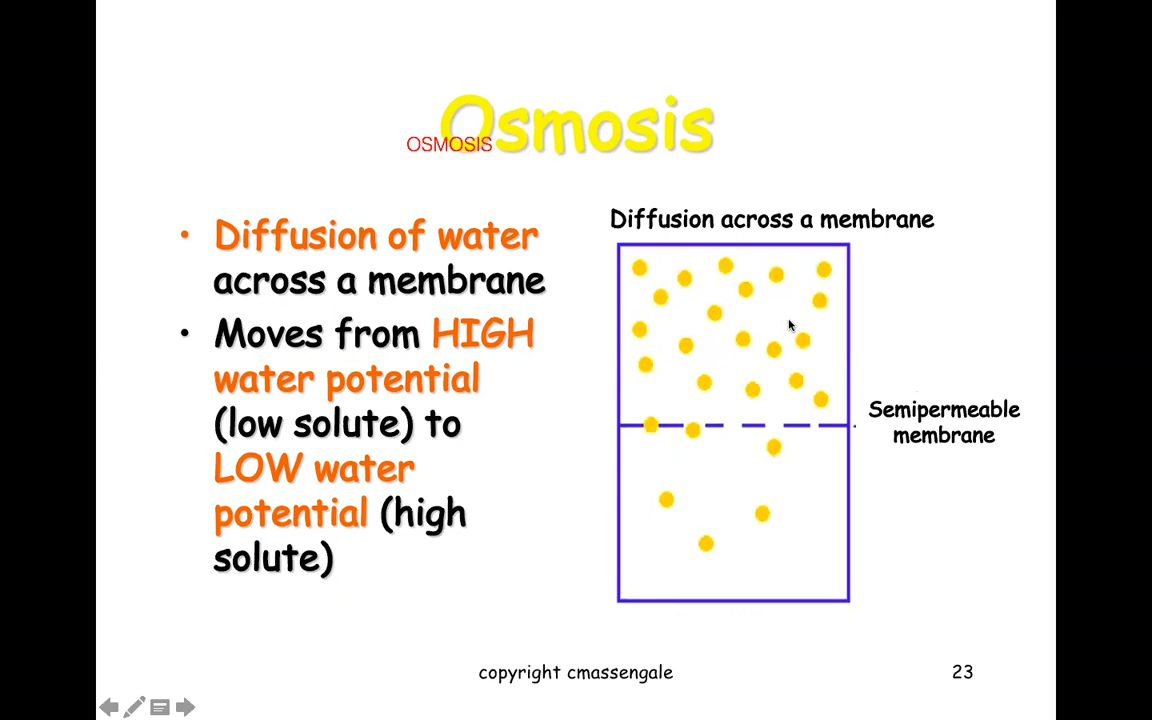 Osmosis
OSMOSIS
• Diffusion of water
across a membrane
• Moves from HIGH
water potential
(low solute) to
LOW water
potential (high
solute)
Diffusion across a membrane
Semipermeable
membrane
copyright cmassengale
23